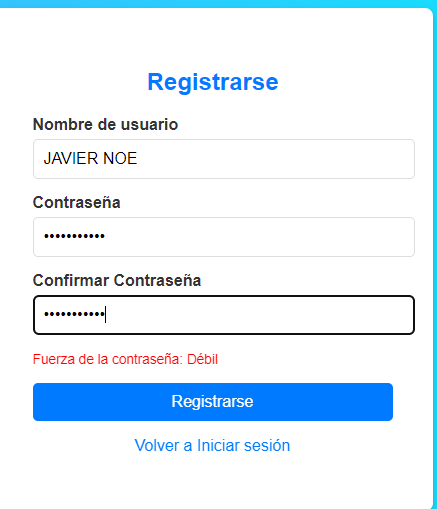 Registrarse
Nombre de usuario
JAVIER NOE
Contraseña
•••••••••••
Confirmar Contraseña
•••••••••••
Fuerza de la contraseña: Débil
Registrarse
Volver a Iniciar sesión